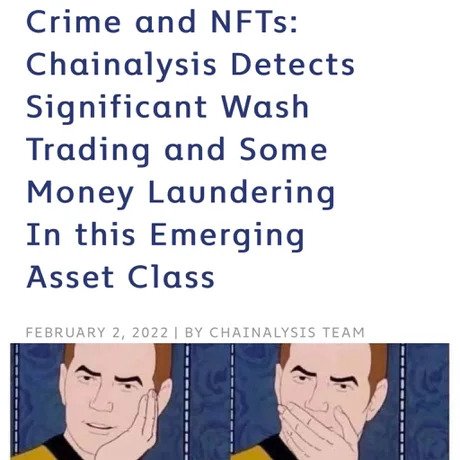 Crime and NFTs:
Chainalysis Detects
Significant Wash
Trading and Some
Money Laundering
In this Emerging
Asset Class
FEBRUARY 2, 2022 | BY CHAINALYSIS TEAM